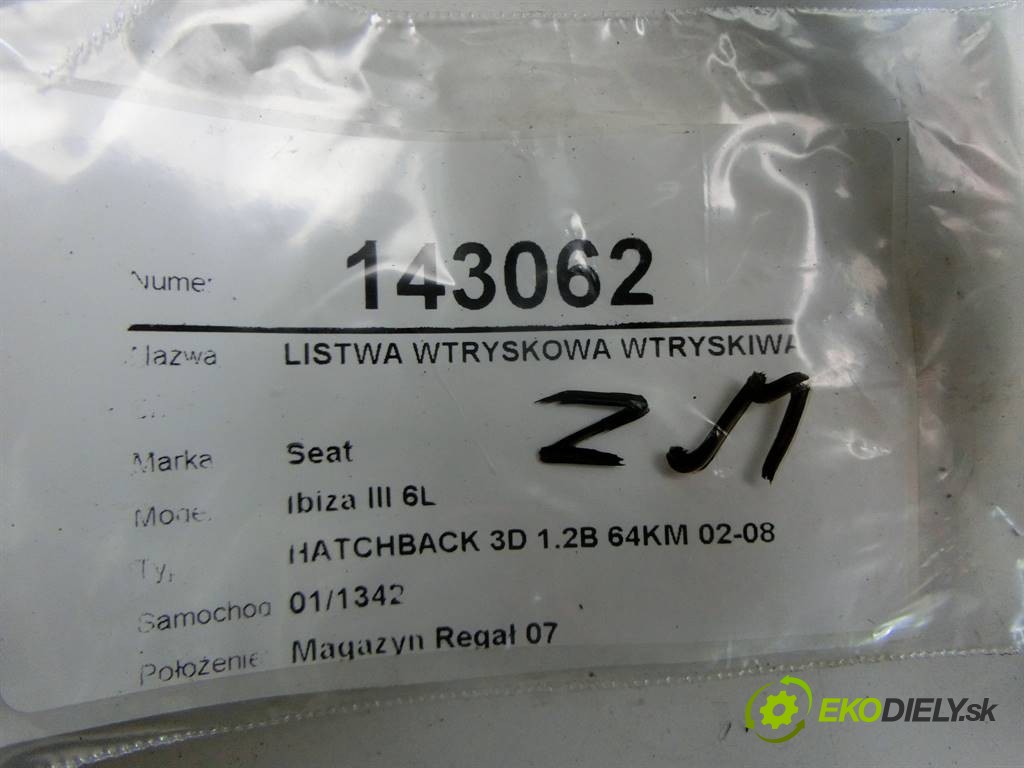 Numer 143062
Nazwa LISTWA WTRYSKOWA WTRYSKIWA
ZM
Marka Seat
Model Ibiza III 6L
Typ HATCHBACK 3D 1.2B 64KM 02-08
Samochod 01/1342
Położenie Magazyn Regał 07
EKODIELY.sk